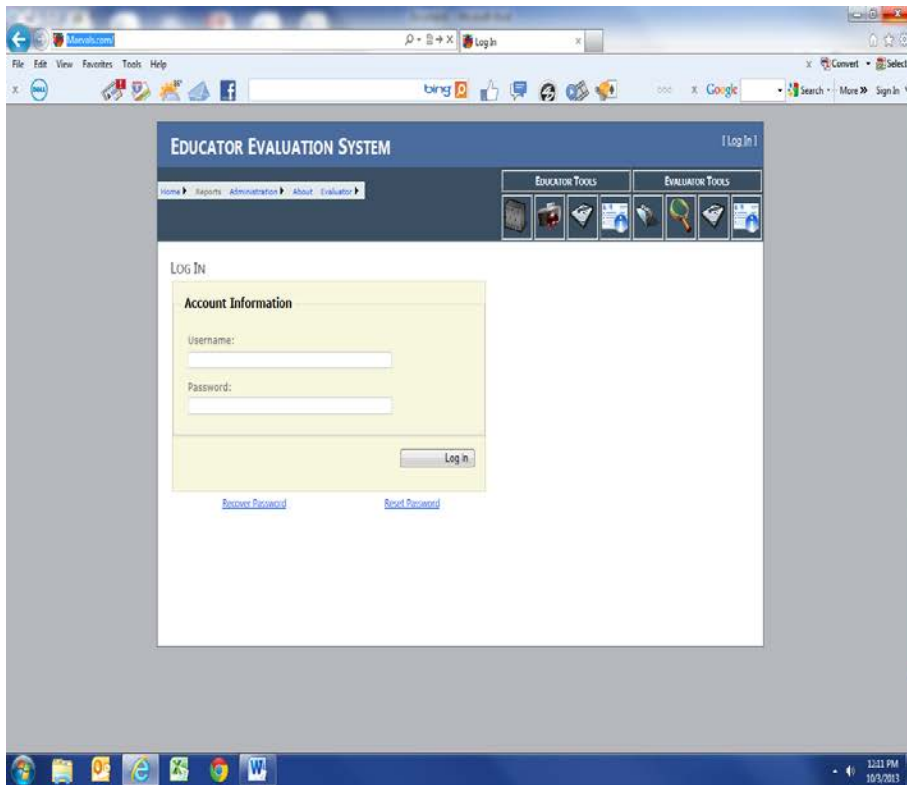 Maevals.com/
Log In
File Edit View Favorites Tools Help
x Convert Select
DELL
bing
x Google
Search More Sign In
EDUCATOR EVALUATION SYSTEM
[ Log In ]
Home Reports Administration About Evaluator
EDUCATOR TOOLS
EVALUATOR TOOLS
LOG IN
Account Information
Username:
Password:
Log in
Recover Password
Reset Password
12:11 PM
10/3/2013